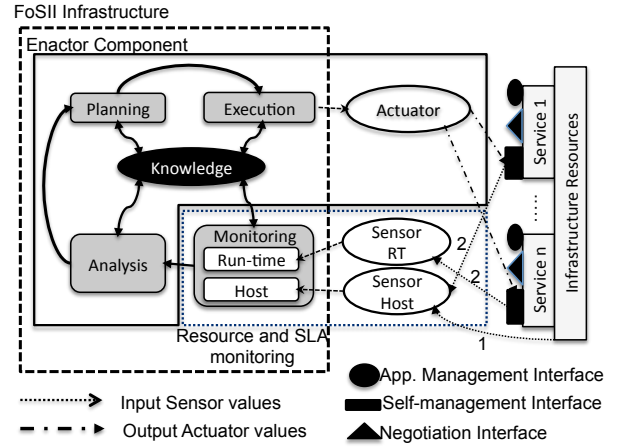 FoSII Infrastructure
Enactor Component
Planning
Execution
Actuator
Knowledge
Service 1
......
Service n
Infrastructure Resources
Analysis
Monitoring
Run-time
Host
Sensor
RT
Sensor
Host
2
2
1
Resource and SLA
monitoring
Input Sensor values
Output Actuator values
App. Management Interface
Self-management Interface
Negotiation Interface